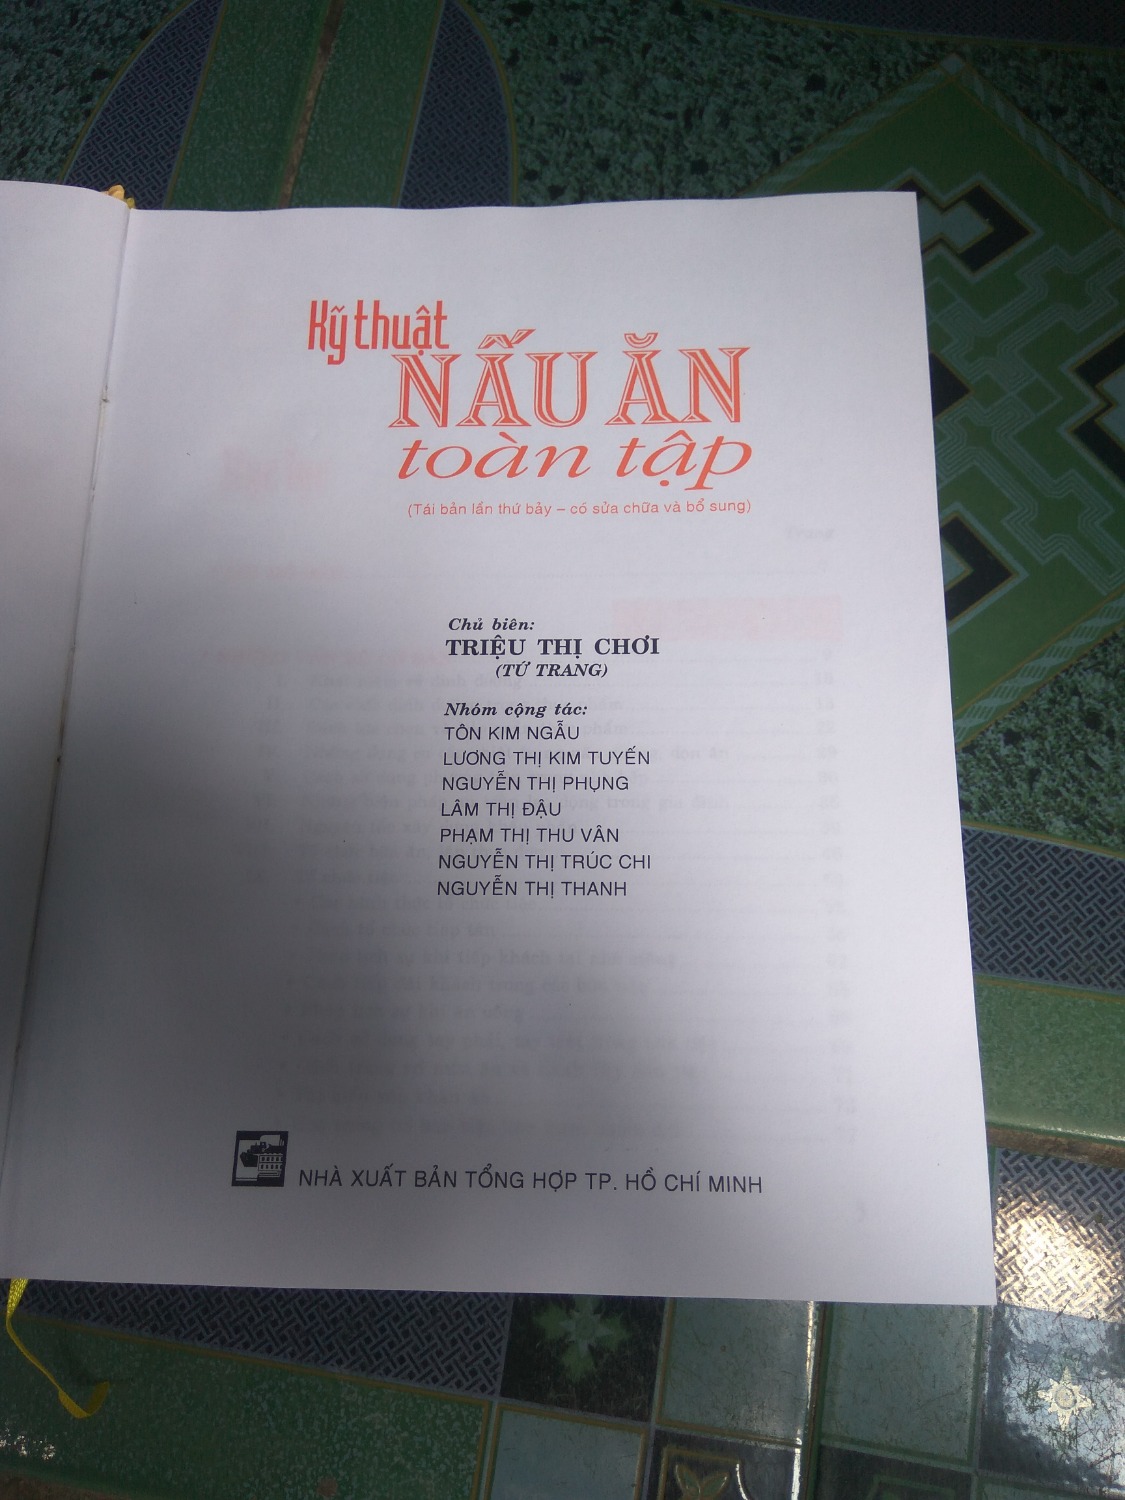 Kỹ thuật
NẤU ĂN
toàn tập
(Tái bản lần thứ bảy – có sửa chữa và bổ sung)
Chủ biên:
TRIỆU THỊ CHƠI
(TỨ TRANG)
Nhóm cộng tác:
TÔN KIM NGẪU
LƯƠNG THỊ KIM TUYẾN
NGUYỄN THỊ PHỤNG
LÂM THỊ ĐẬU
PHẠM THỊ THU VÂN
NGUYỄN THỊ TRÚC CHI
NGUYỄN THỊ THANH
NHÀ XUẤT BẢN TỔNG HỢP TP. HỒ CHÍ MINH